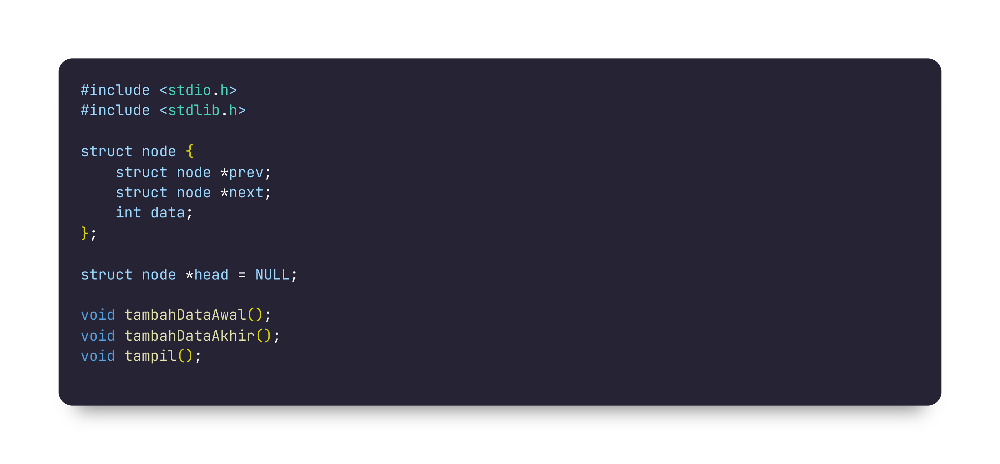 #include <stdio.h>
#include <stdlib.h>

struct node {
    struct node *prev;
    struct node *next;
    int data;
};

struct node *head = NULL;

void tambahDataAwal();
void tambahDataAkhir();
void tampil();